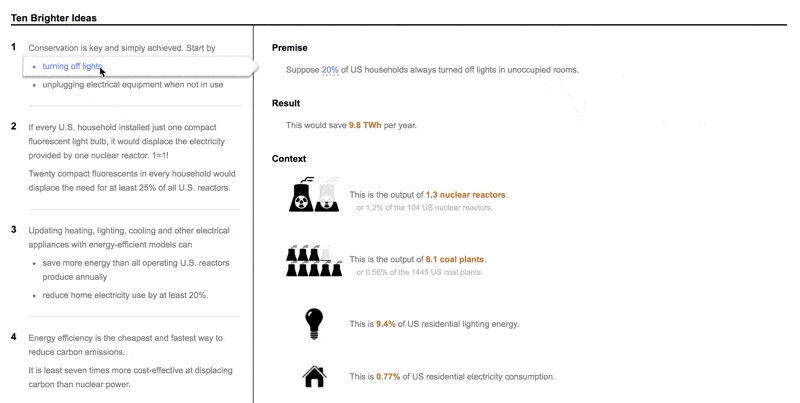 Ten Brighter Ideas
1 Conservation is key and simply achieved. Start by
• turning off lights
• unplugging electrical equipment when not in use
2 If every U.S. household installed just one compact
fluorescent light bulb, it would displace the electricity
provided by one nuclear reactor. 1=1!
Twenty compact fluorescents in every household would
displace the need for at least 25% of all U.S. reactors.
3 Updating heating, lighting, cooling and other electrical
appliances with energy-efficient models can
• save more energy than all operating U.S. reactors
produce annually
• reduce home electricity use by at least 20%.
4 Energy efficiency is the cheapest and fastest way to
reduce carbon emissions.
It is least seven times more cost-effective at displacing
carbon than nuclear power.
Premise
Suppose 20% of US households always turned off lights in unoccupied rooms.
Result
This would save 9.8 TWh per year.
Context
This is the output of 1.3 nuclear reactors.
or 1.2% of the 104 US nuclear reactors.
This is the output of 8.1 coal plants.
or 0.56% of the 1445 US coal plants.
This is 9.4% of US residential lighting energy.
This is 0.77% of US residential electricity consumption.